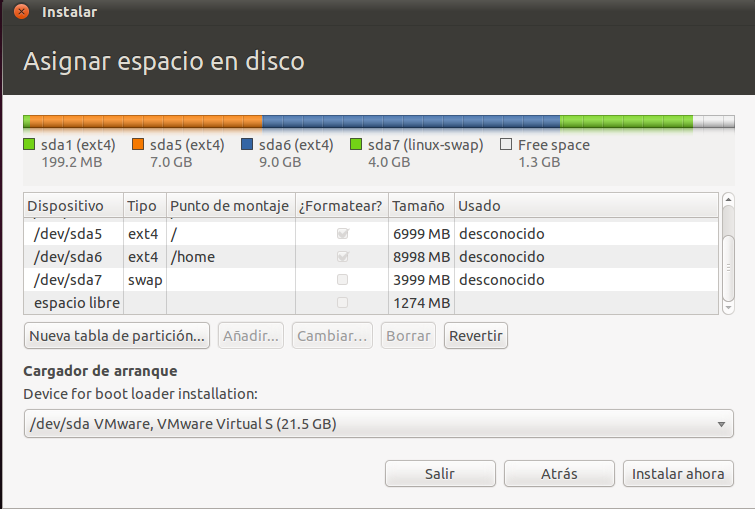 Instalar
Asignar espacio en disco
sda1 (ext4) sda5 (ext4) sda6 (ext4) sda7 (linux-swap) Free space
199.2 MB 7.0 GB 9.0 GB 4.0 GB 1.3 GB
Dispositivo Tipo Punto de montaje ¿Formatear? Tamaño Usado
/dev/sda5 ext4 / 6999 MB desconocido
/dev/sda6 ext4 /home 8998 MB desconocido
/dev/sda7 swap 3999 MB desconocido
espacio libre 1274 MB
Nueva tabla de partición... Añadir... Cambiar... Borrar Revertir
Cargador de arranque
Device for boot loader installation:
/dev/sda VMware, VMware Virtual S (21.5 GB)
Salir Atrás Instalar ahora